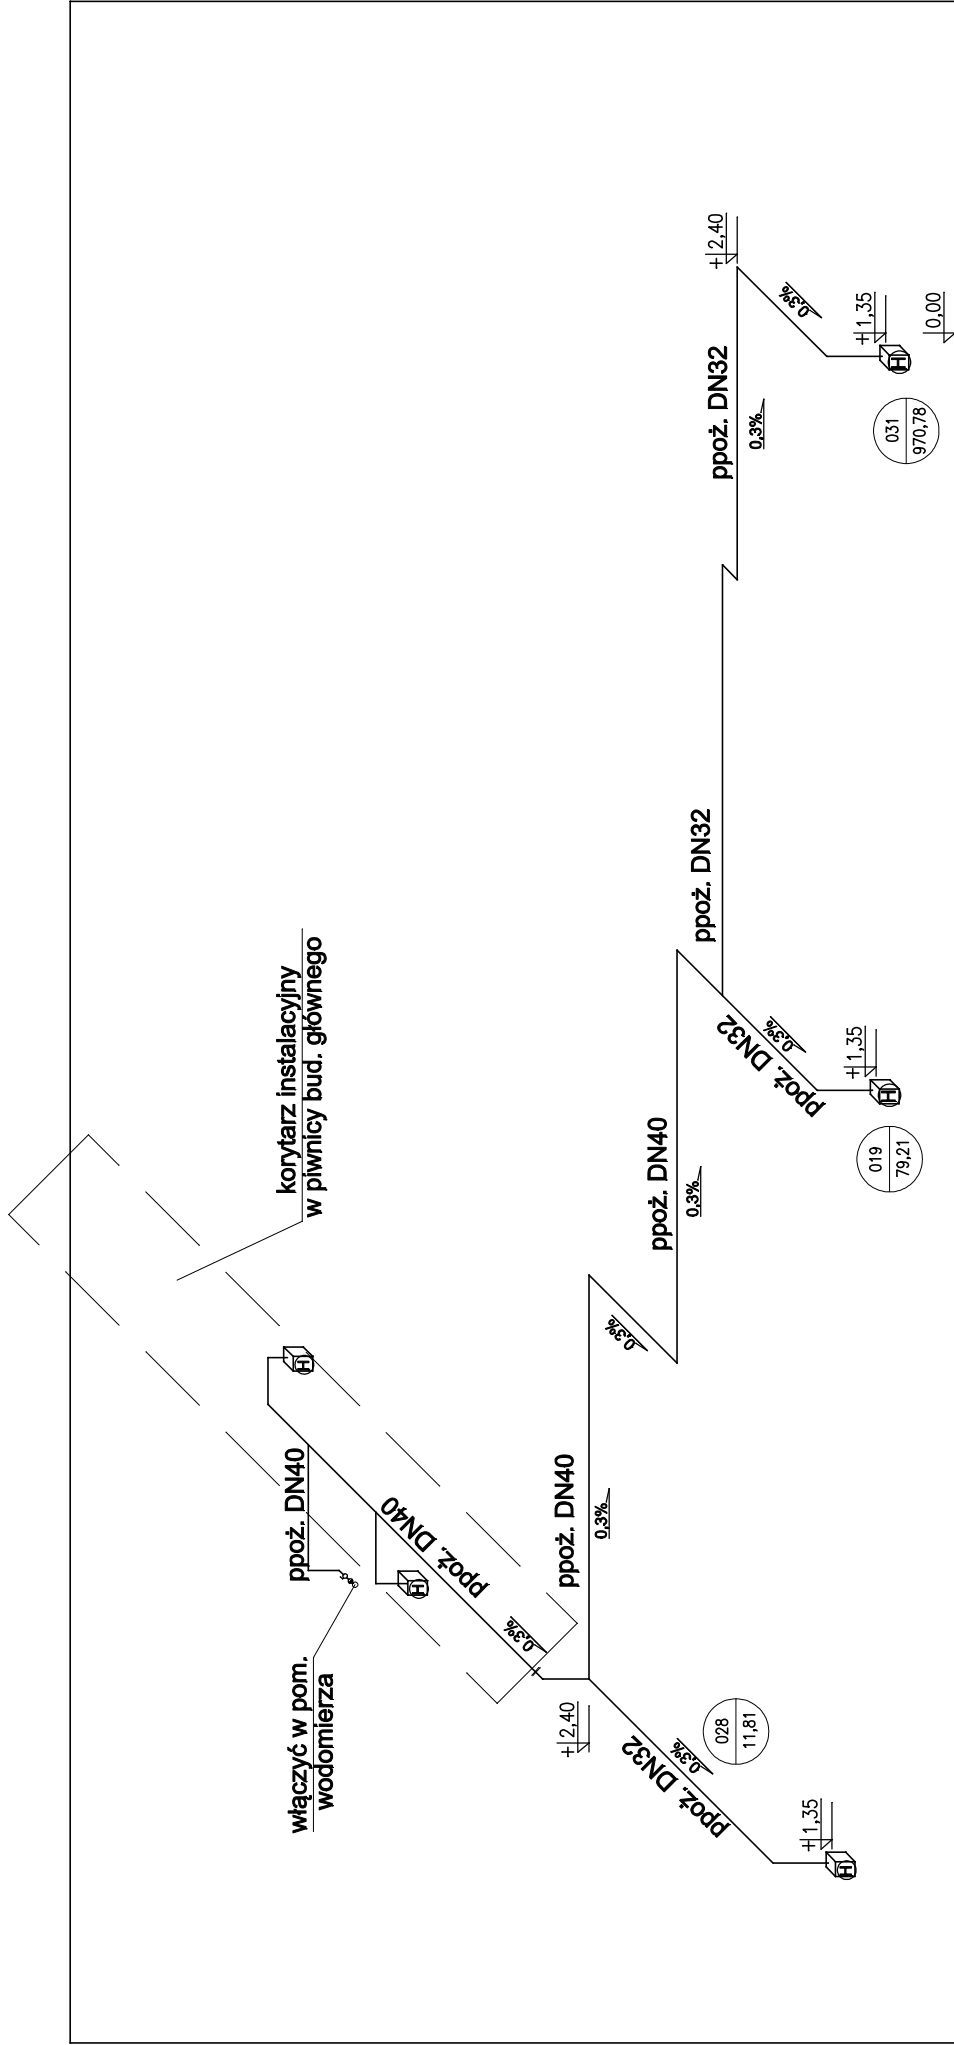 korytarz instalacyjny
w piwnicy bud. głównego
włączyć w pom.
wodomierza
ppoż. DN40
H
ppoż. DN40
H
0,3%
+2,40
ppoż. DN32
0,3%
028
11,81
+1,35
H
ppoż. DN40
0,3%
0,3%
ppoż. DN40
0,3%
ppoż. DN32
0,3%
+1,35
H
019
79,21
ppoż. DN32
ppoż. DN32
0,3%
+2,40
0,3%
+1,35
H
031
970,78
0,00